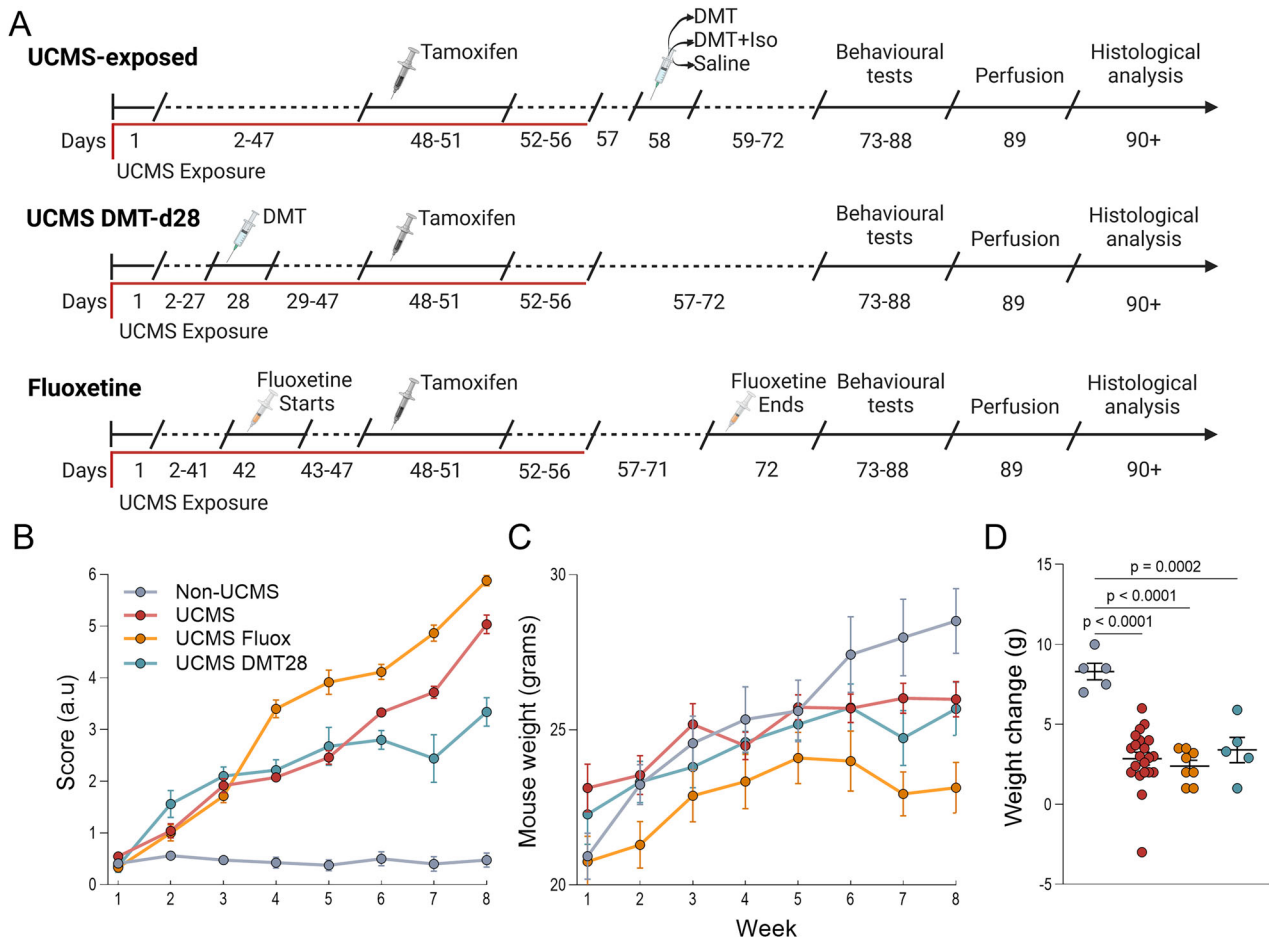 A
UCMS-exposed
Tamoxifen
DMT
DMT+Iso
Saline
Behavioural
tests
Perfusion
Histological
analysis
Days 1 2-47 48-51 52-56 57 58 59-72 73-88 89 90+
UCMS Exposure
UCMS DMT-d28
DMT
Tamoxifen
Behavioural
tests
Perfusion
Histological
analysis
Days 1 2-27 28 29-47 48-51 52-56 57-72 73-88 89 90+
UCMS Exposure
Fluoxetine
Fluoxetine
Starts
Tamoxifen
Fluoxetine
Ends
Behavioural
tests
Perfusion
Histological
analysis
Days 1 2-41 42 43-47 48-51 52-56 57-71 72 73-88 89 90+
UCMS Exposure
B
Score (a.u)
6
5
4
3
2
1
0
Non-UCMS
UCMS
UCMS Fluox
UCMS DMT28
1 2 3 4 5 6 7 8
C
Mouse weight (grams)
30
25
20
1 2 3 4 5 6 7 8
Week
D
Weight change (g)
15
10
5
0
-5
p = 0.0002
p < 0.0001
p < 0.0001